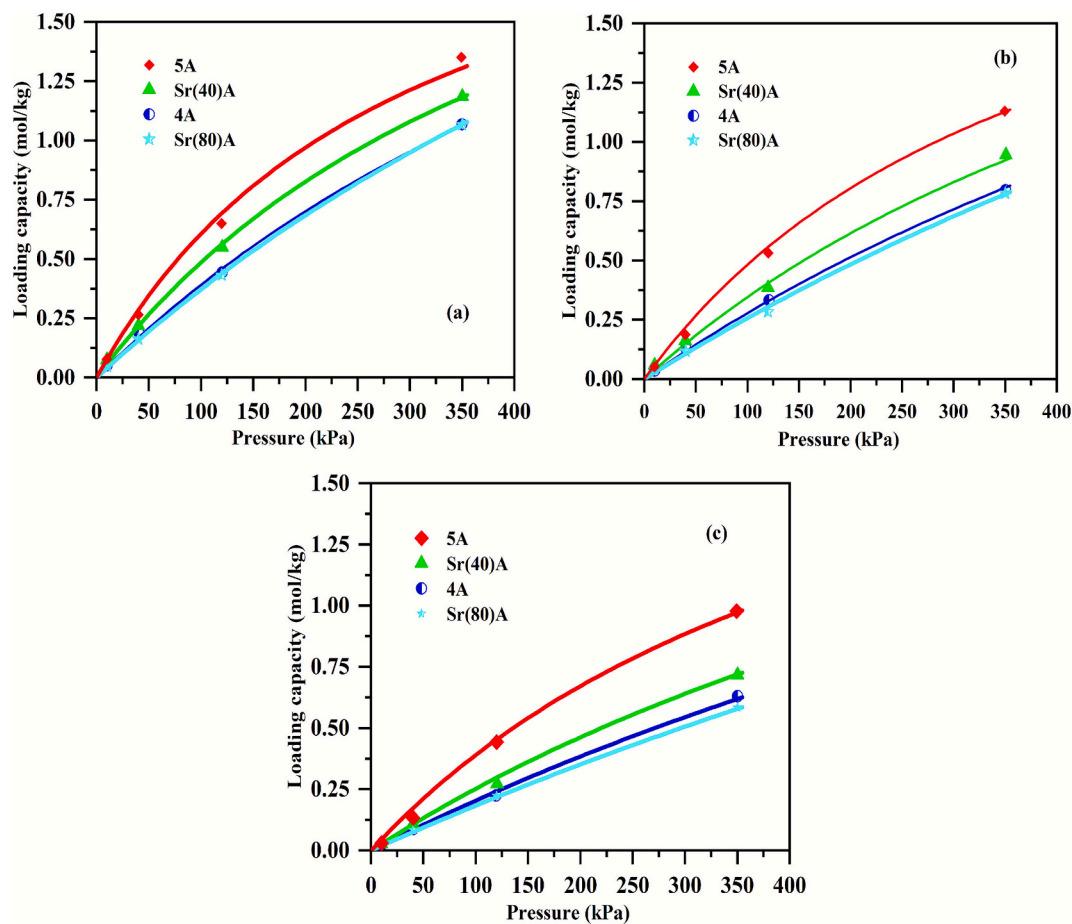 1.50
1.25
1.00
0.75
0.50
0.25
0.00
Loading capacity (mol/kg)
5A
Sr(40)A
4A
Sr(80)A
(a)
0 50 100 150 200 250 300 350 400
Pressure (kPa)
1.50
1.25
1.00
0.75
0.50
0.25
0.00
Loading capacity (mol/kg)
5A
Sr(40)A
4A
Sr(80)A
(b)
0 50 100 150 200 250 300 350 400
Pressure (kPa)
1.50
1.25
1.00
0.75
0.50
0.25
0.00
Loading capacity (mol/kg)
5A
Sr(40)A
4A
Sr(80)A
(c)
0 50 100 150 200 250 300 350 400
Pressure (kPa)